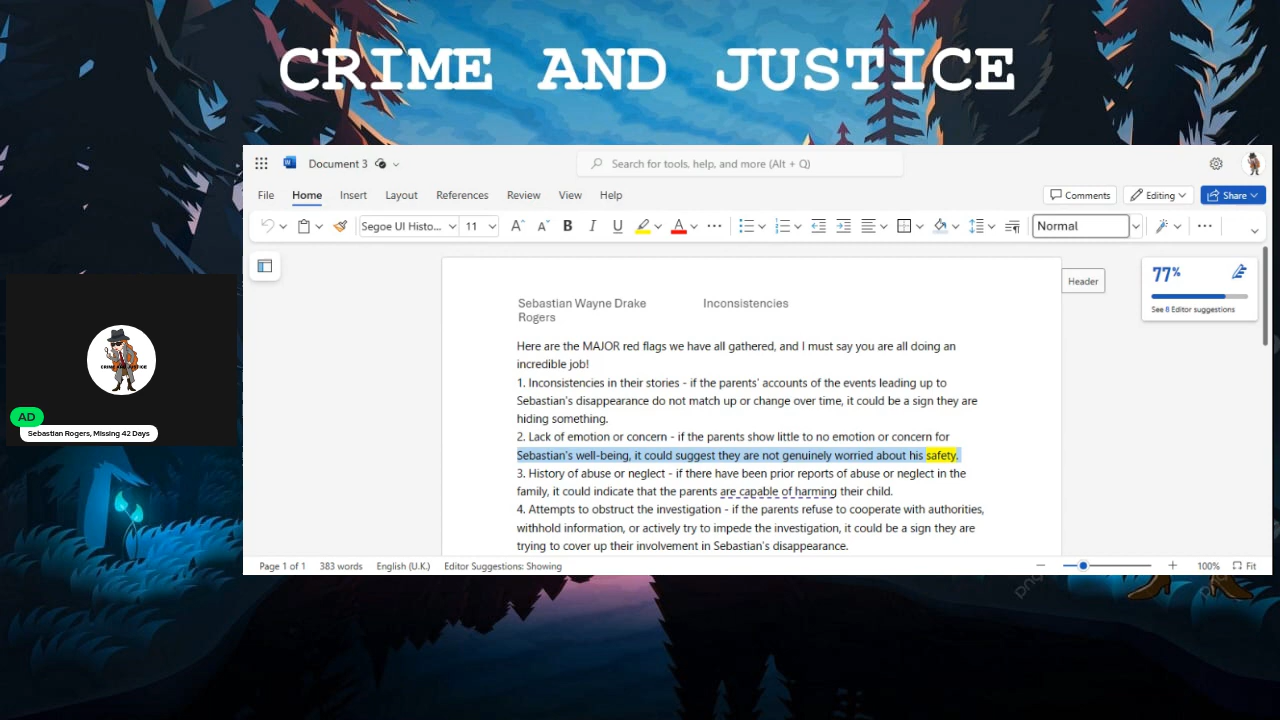 CRIME AND JUSTICE
Document 3
Search for tools, help, and more (Alt + Q)
File Home Insert Layout References Review View Help
Comments Editing Share
Segoe UI Histo... 11 A A B I U A ... Normal ...
Header
77%
See 8 Editor suggestions
Sebastian Wayne Drake Inconsistencies
Rogers
Here are the MAJOR red flags we have all gathered, and I must say you are all doing an
incredible job!
1. Inconsistencies in their stories - if the parents' accounts of the events leading up to
Sebastian's disappearance do not match up or change over time, it could be a sign they are
hiding something.
2. Lack of emotion or concern - if the parents show little to no emotion or concern for
Sebastian's well-being, it could suggest they are not genuinely worried about his safety.
3. History of abuse or neglect - if there have been prior reports of abuse or neglect in the
family, it could indicate that the parents are capable of harming their child.
4. Attempts to obstruct the investigation - if the parents refuse to cooperate with authorities,
withhold information, or actively try to impede the investigation, it could be a sign they are
trying to cover up their involvement in Sebastian's disappearance.
CRIME AND JUSTICE
AD
Sebastian Rogers, Missing 42 Days
Page 1 of 1 383 words English (U.K.) Editor Suggestions: Showing 100% Fit